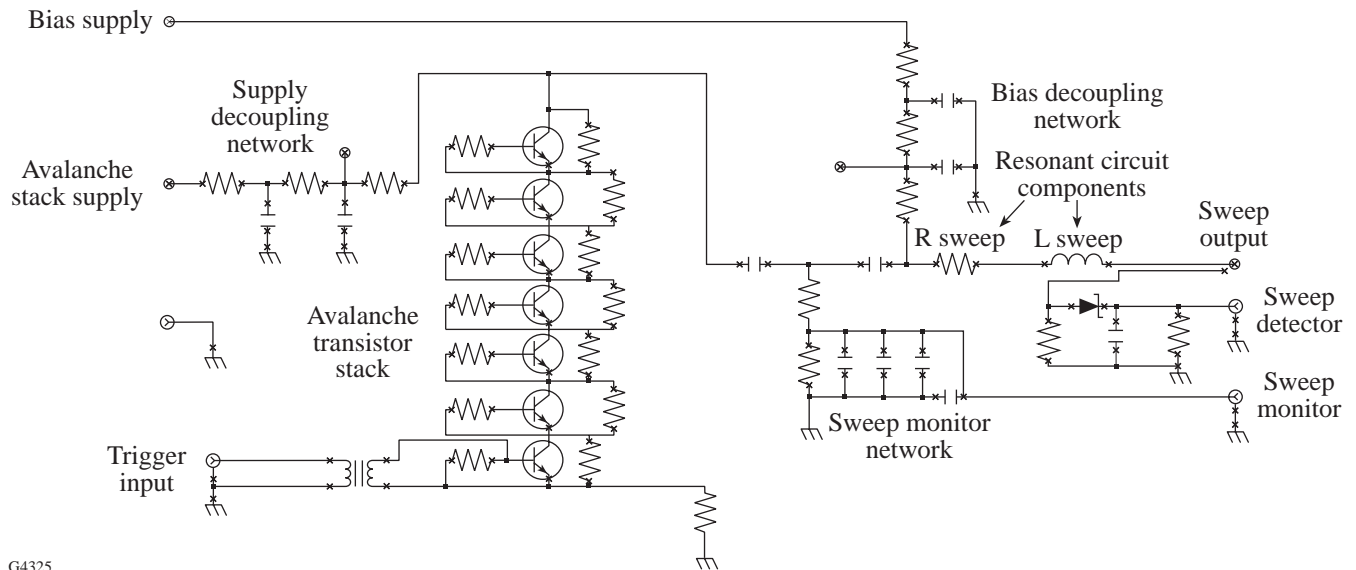 Bias supply
Supply
decoupling
network
Bias decoupling
network
Avalanche
stack supply
Resonant circuit
components
R sweep
L sweep
Sweep
output
Avalanche
transistor
stack
Sweep
detector
Sweep
monitor
Sweep monitor
network
Trigger
input
G4325